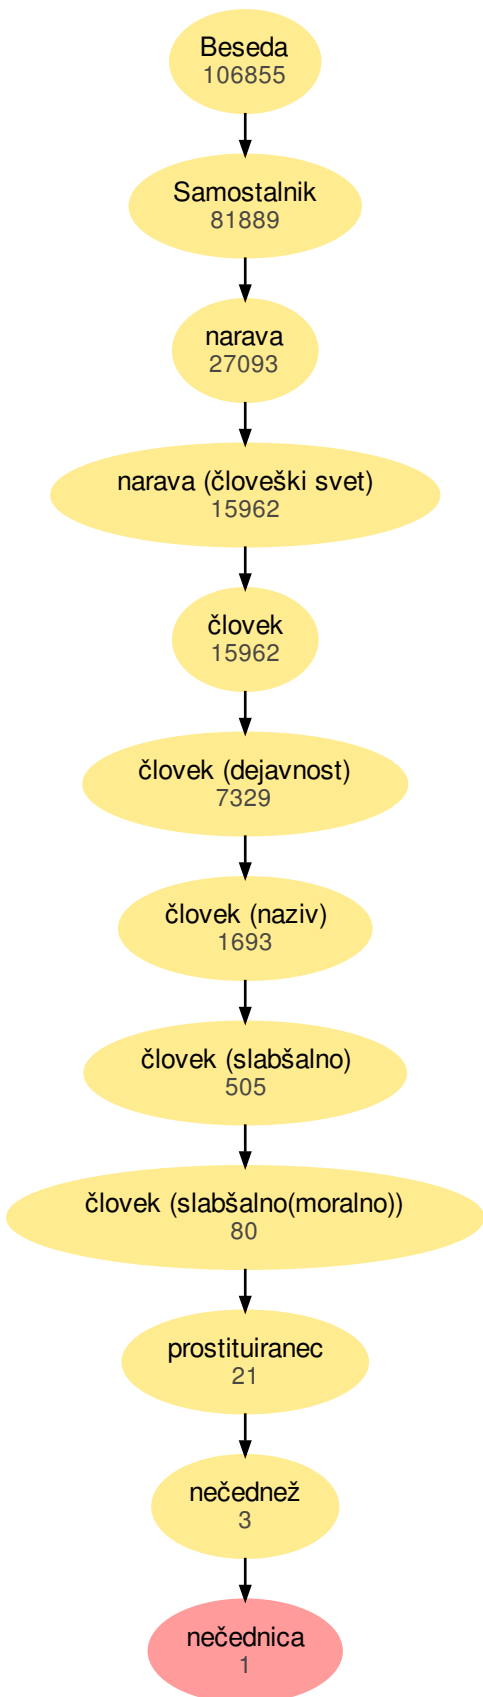 Beseda
106855
Samostalnik
81889
narava
27093
narava (človeški svet)
15962
človek
15962
človek (dejavnost)
7329
človek (naziv)
1693
človek (slabšalno)
505
človek (slabšalno(moralno))
80
prostituiranec
21
nečednež
3
nečednica
1